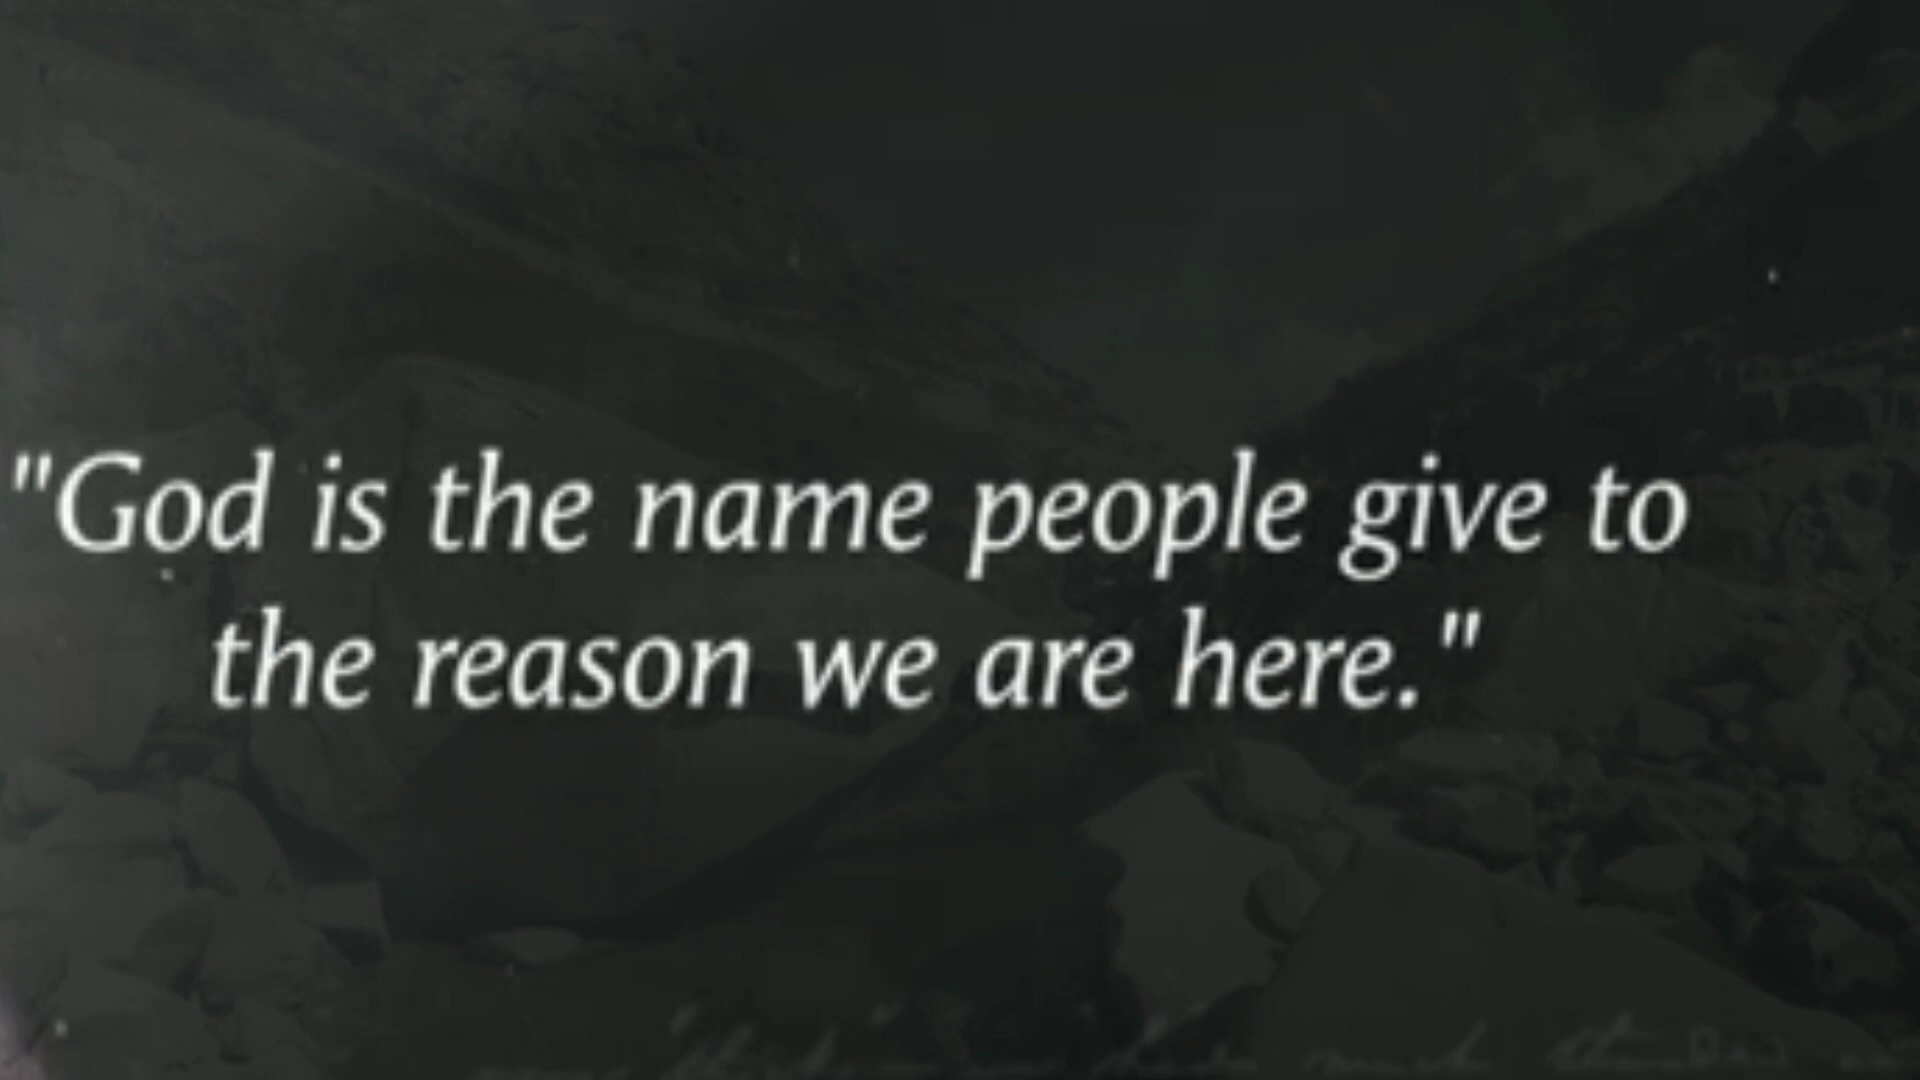 "God is the name people give to
the reason we are here."